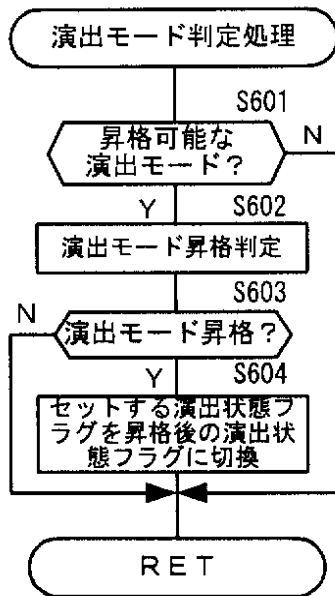 演出モード判定処理
S601
昇格可能な
演出モード?
N
Y
S602
演出モード昇格判定
S603
N
演出モード昇格?
Y
S604
セットする演出状態フ
ラグを昇格後の演出状
態フラグに切換
RET